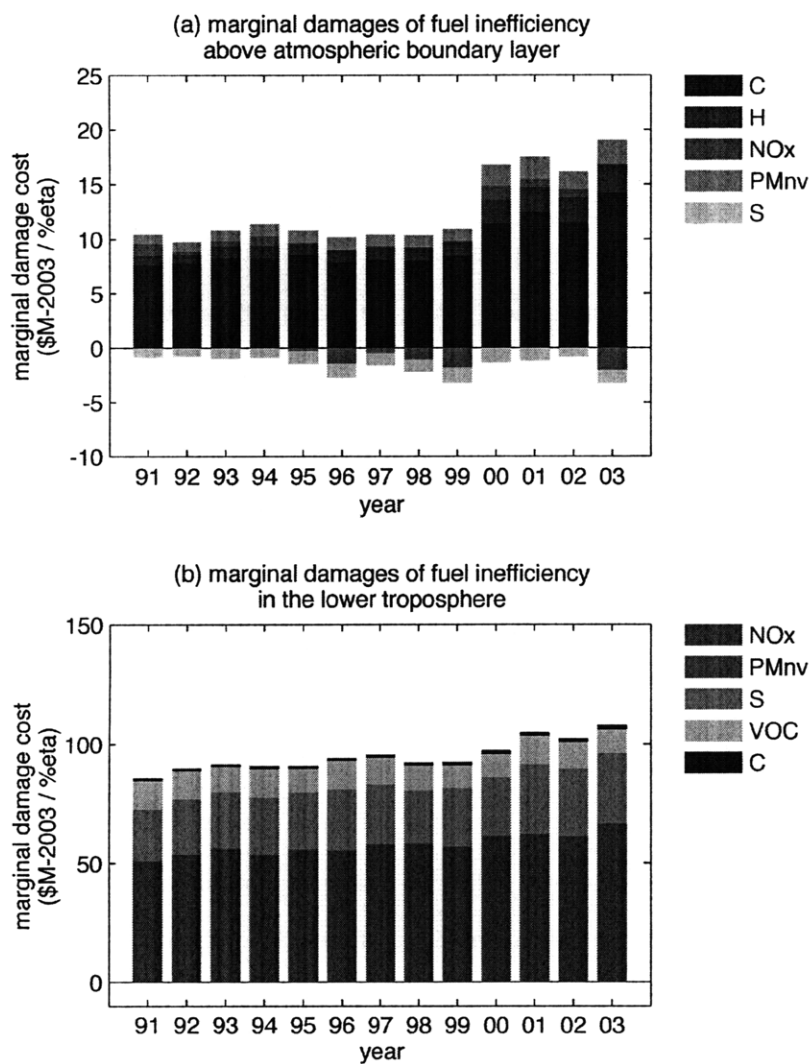 (a) marginal damages of fuel inefficiency
above atmospheric boundary layer
marginal damage cost
($M-2003 / %eta)
25
20
15
10
5
0
-5
-10
91 92 93 94 95 96 97 98 99 00 01 02 03
year
C
H
NOx
PMnv
S
(b) marginal damages of fuel inefficiency
in the lower troposphere
marginal damage cost
($M-2003 / %eta)
150
100
50
0
91 92 93 94 95 96 97 98 99 00 01 02 03
year
NOx
PMnv
S
VOC
C